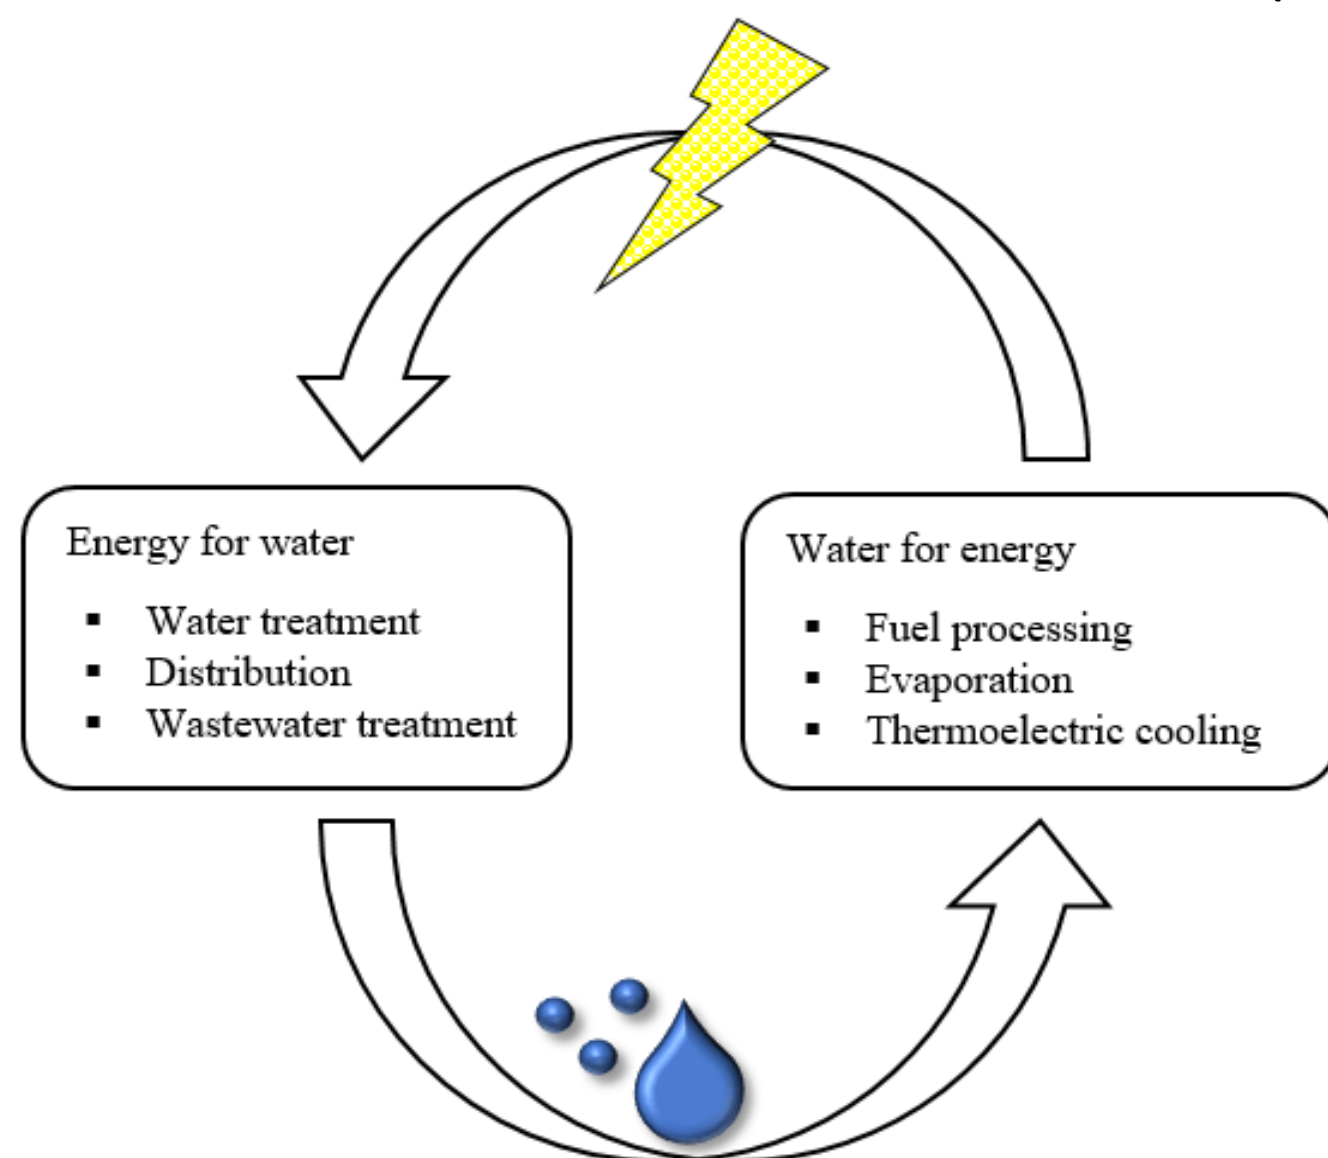 Energy for water
▪ Water treatment
▪ Distribution
▪ Wastewater treatment
Water for energy
▪ Fuel processing
▪ Evaporation
▪ Thermoelectric cooling